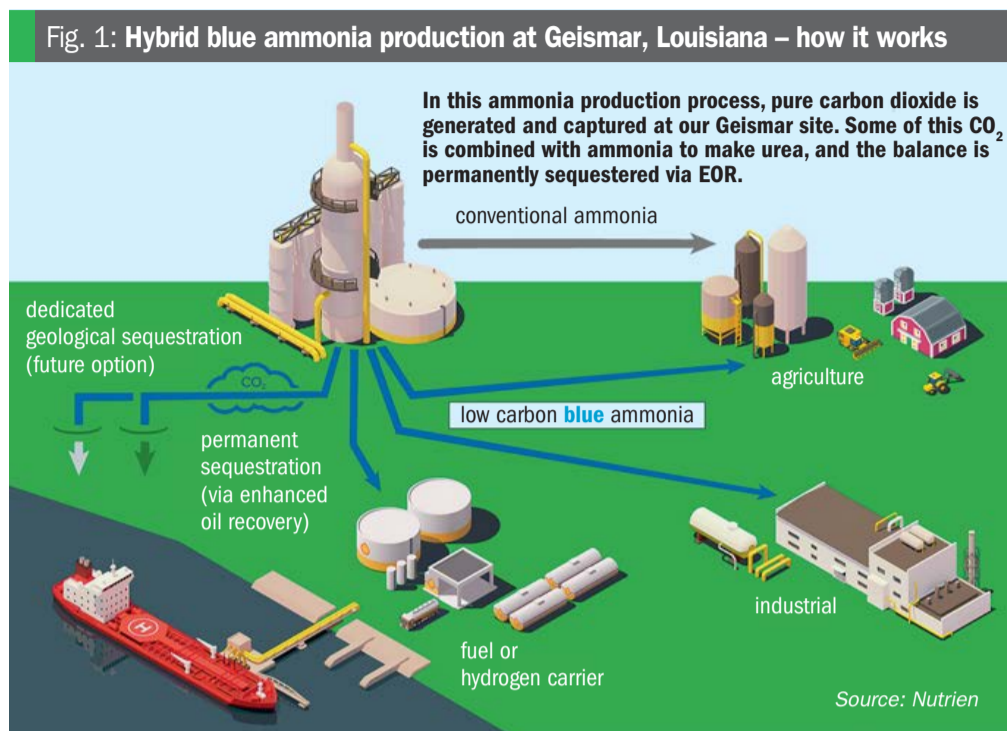 Fig. 1: Hybrid blue ammonia production at Geismar, Louisiana – how it works
In this ammonia production process, pure carbon dioxide is
generated and captured at our Geismar site. Some of this CO₂
is combined with ammonia to make urea, and the balance is
permanently sequestered via EOR.
conventional ammonia
dedicated
geological sequestration
(future option)
CO₂
agriculture
low carbon blue ammonia
permanent
sequestration
(via enhanced
oil recovery)
industrial
fuel or
hydrogen carrier
H
Source: Nutrien